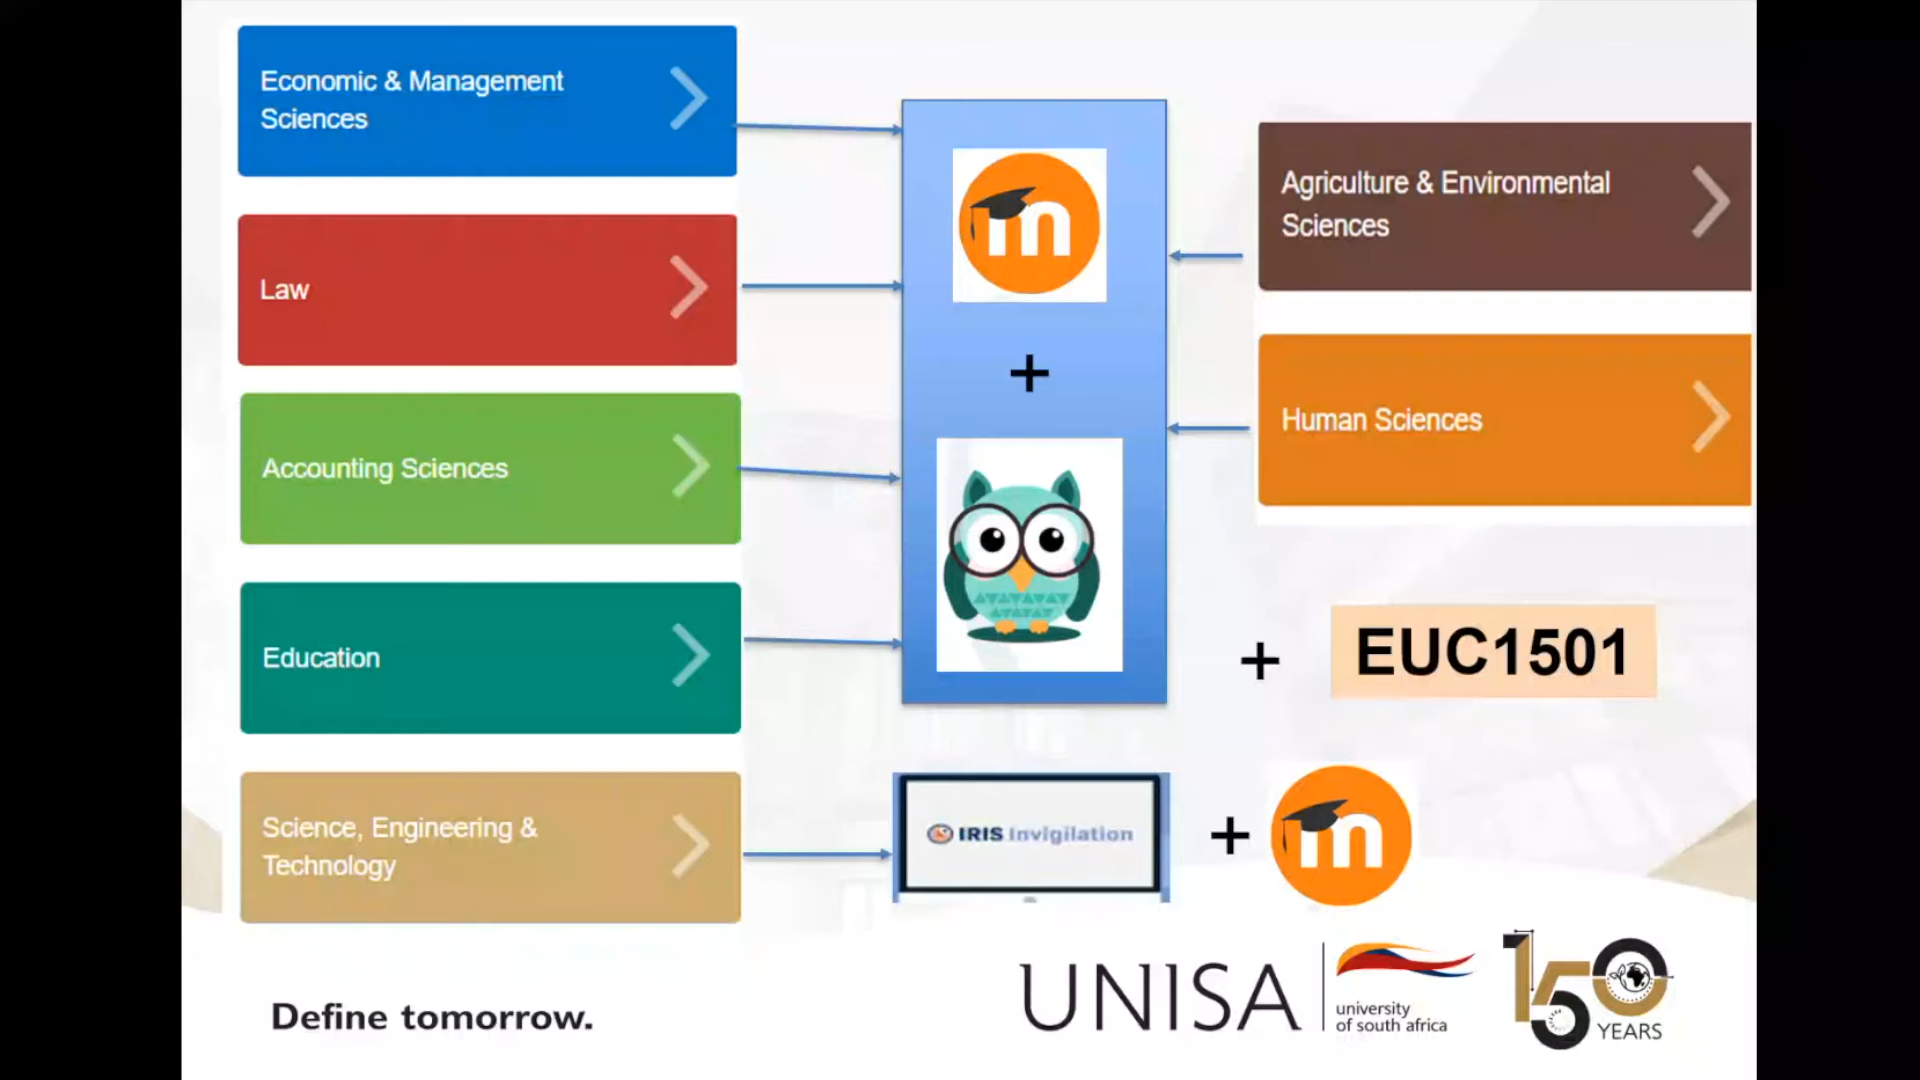 Economic & Management
Sciences
Law
Accounting Sciences
Education
Science, Engineering &
Technology
m
+
Agriculture & Environmental
Sciences
Human Sciences
+ EUC1501
IRIS Invigilation
+ m
Define tomorrow.
UNISA
university
of south africa
150
YEARS